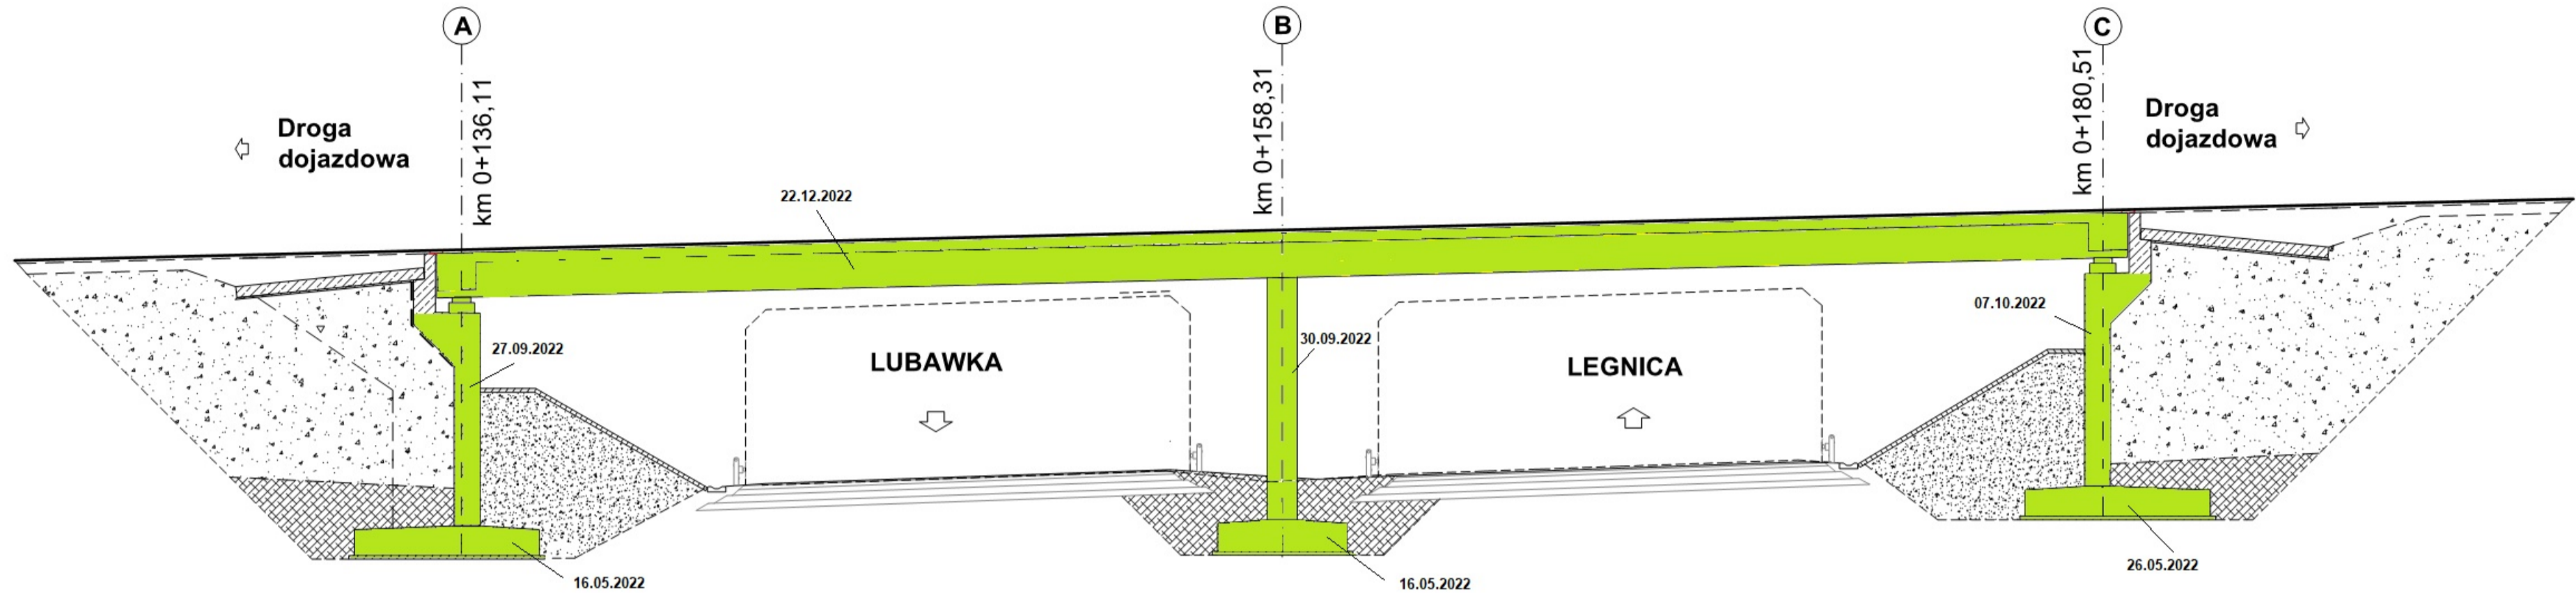 A
B
C
km 0+136,11
km 0+158,31
km 0+180,51
Droga
dojazdowa
Droga
dojazdowa
22.12.2022
27.09.2022
LUBAWKA
30.09.2022
LEGNICA
07.10.2022
16.05.2022
16.05.2022
26.05.2022